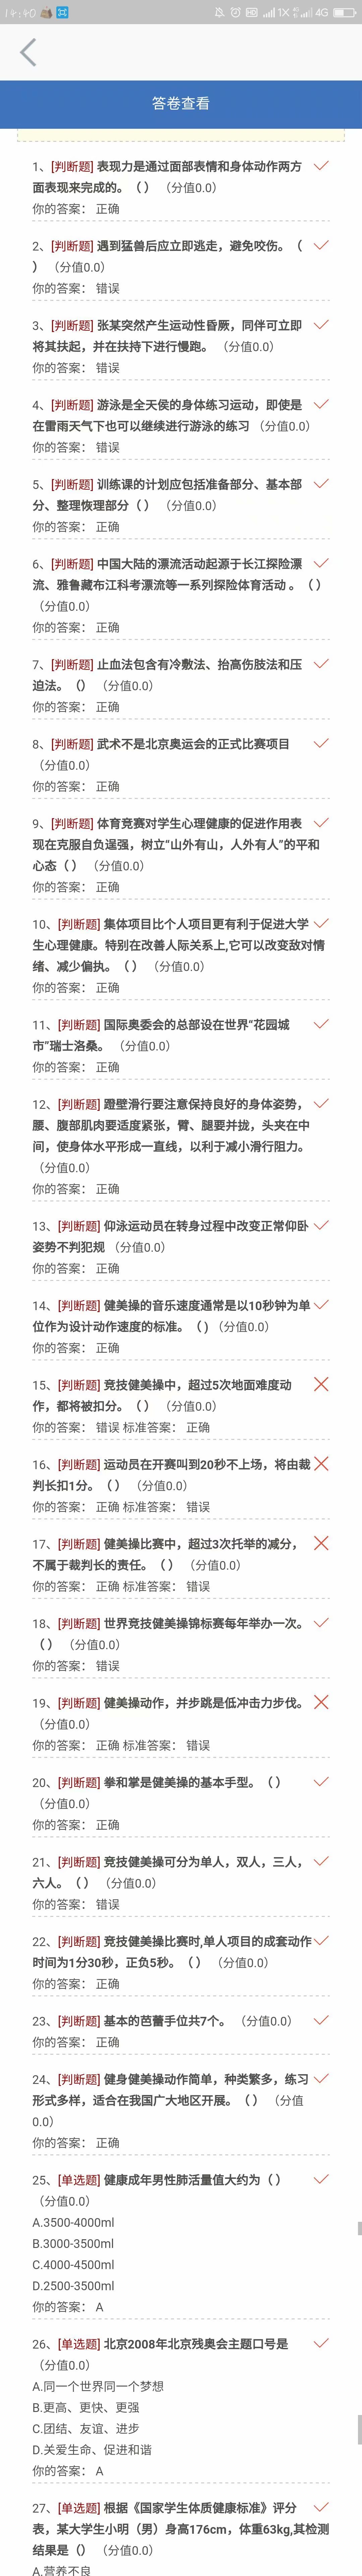 14:40 1X 4G
答卷查看
1、[判断题] 表现力是通过面部表情和身体动作两方
面表现来完成的。（ ） （分值0.0）
你的答案： 正确
2、[判断题] 遇到猛兽后应立即逃走，避免咬伤。（
） （分值0.0）
你的答案： 错误
3、[判断题] 张某突然产生运动性昏厥，同伴可立即
将其扶起，并在扶持下进行慢跑。 （分值0.0）
你的答案： 错误
4、[判断题] 游泳是全天侯的身体练习运动，即使是
在雷雨天气下也可以继续进行游泳的练习 （分值0.0）
你的答案： 错误
5、[判断题] 训练课的计划应包括准备部分、基本部
分、整理恢理部分（ ） （分值0.0）
你的答案： 正确
6、[判断题] 中国大陆的漂流活动起源于长江探险漂
流、雅鲁藏布江科考漂流等一系列探险体育活动 。（ ）
（分值0.0）
你的答案： 正确
7、[判断题] 止血法包含有冷敷法、抬高伤肢法和压
迫法。（） （分值0.0）
你的答案： 正确
8、[判断题] 武术不是北京奥运会的正式比赛项目
（分值0.0）
你的答案： 正确
9、[判断题] 体育竞赛对学生心理健康的促进作用表
现在克服自负逞强，树立“山外有山，人外有人”的平和
心态（ ） （分值0.0）
你的答案： 正确
10、[判断题] 集体项目比个人项目更有利于促进大学
生心理健康。特别在改善人际关系上,它可以改变敌对情
绪、减少偏执。（ ） （分值0.0）
你的答案： 正确
11、[判断题] 国际奥委会的总部设在世界“花园城
市”瑞士洛桑。 （分值0.0）
你的答案： 正确
12、[判断题] 蹬壁滑行要注意保持良好的身体姿势，
腰、腹部肌肉要适度紧张，臂、腿要并拢，头夹在中
间，使身体水平形成一直线，以利于减小滑行阻力。
（分值0.0）
你的答案： 正确
13、[判断题] 仰泳运动员在转身过程中改变正常仰卧
姿势不判犯规 （分值0.0）
你的答案： 正确
14、[判断题] 健美操的音乐速度通常是以10秒钟为单
位作为设计动作速度的标准。（ ) （分值0.0）
你的答案： 正确
15、[判断题] 竞技健美操中，超过5次地面难度动
作，都将被扣分。（ ） （分值0.0）
你的答案： 错误 标准答案： 正确
16、[判断题] 运动员在开赛叫到20秒不上场，将由裁
判长扣1分。（ ） （分值0.0）
你的答案： 正确 标准答案： 错误
17、[判断题] 健美操比赛中，超过3次托举的减分，
不属于裁判长的责任。（ ） （分值0.0）
你的答案： 正确 标准答案： 错误
18、[判断题] 世界竞技健美操锦标赛每年举办一次。
（ ） （分值0.0）
你的答案： 错误
19、[判断题] 健美操动作，并步跳是低冲击力步伐。
（分值0.0）
你的答案： 正确 标准答案： 错误
20、[判断题] 拳和掌是健美操的基本手型。（ ）
（分值0.0）
你的答案： 正确
21、[判断题] 竞技健美操可分为单人，双人，三人，
六人。（ ） （分值0.0）
你的答案： 错误
22、[判断题] 竞技健美操比赛时,单人项目的成套动作
时间为1分30秒，正负5秒。（ ） （分值0.0）
你的答案： 正确
23、[判断题] 基本的芭蕾手位共7个。 （分值0.0）
你的答案： 正确
24、[判断题] 健身健美操动作简单，种类繁多，练习
形式多样，适合在我国广大地区开展。（ ） （分值
0.0）
你的答案： 正确
25、[单选题] 健康成年男性肺活量值大约为（ ）
（分值0.0）
A.3500-4000ml
B.3000-3500ml
C.4000-4500ml
D.2500-3500ml
你的答案： A
26、[单选题] 北京2008年北京残奥会主题口号是
（分值0.0）
A.同一个世界同一个梦想
B.更高、更快、更强
C.团结、友谊、进步
D.关爱生命、促进和谐
你的答案： A
27、[单选题] 根据《国家学生体质健康标准》评分
表，某大学生小明（男）身高176cm，体重63kg,其检测
结果是（） （分值0.0）
A.营养不良